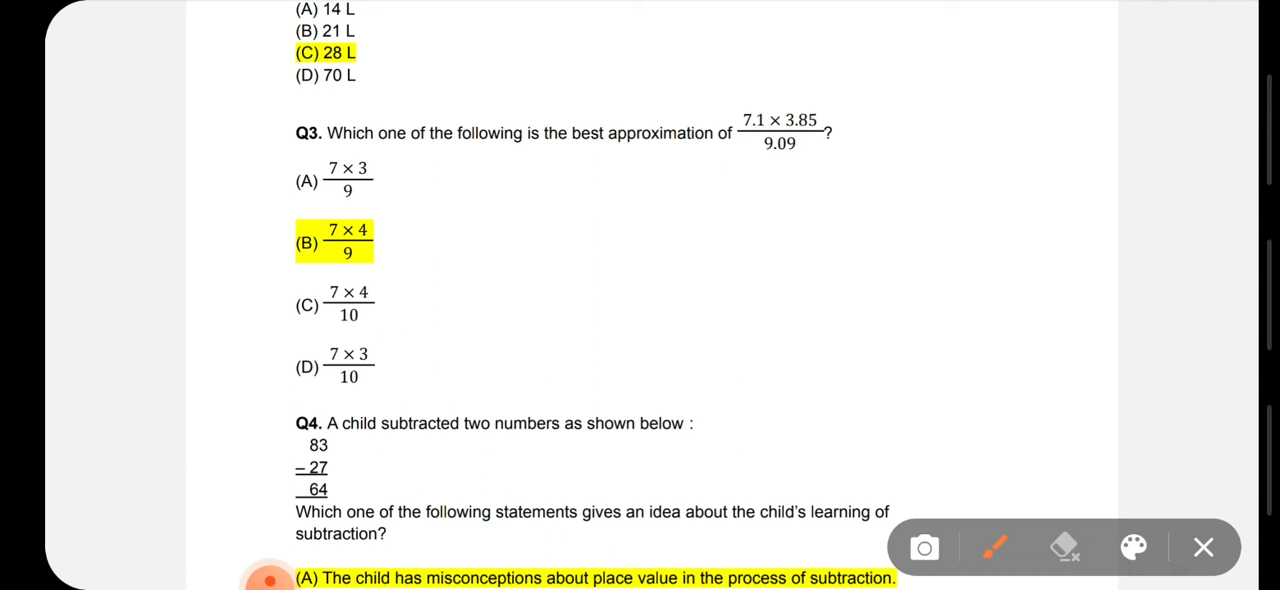 (A) 14 L
(B) 21 L
(C) 28 L
(D) 70 L
Q3. Which one of the following is the best approximation of 7.1 × 3.85 / 9.09 ?
(A) 7 × 3 / 9
(B) 7 × 4 / 9
(C) 7 × 4 / 10
(D) 7 × 3 / 10
Q4. A child subtracted two numbers as shown below :
83
– 27
64
Which one of the following statements gives an idea about the child's learning of
subtraction?
(A) The child has misconceptions about place value in the process of subtraction.